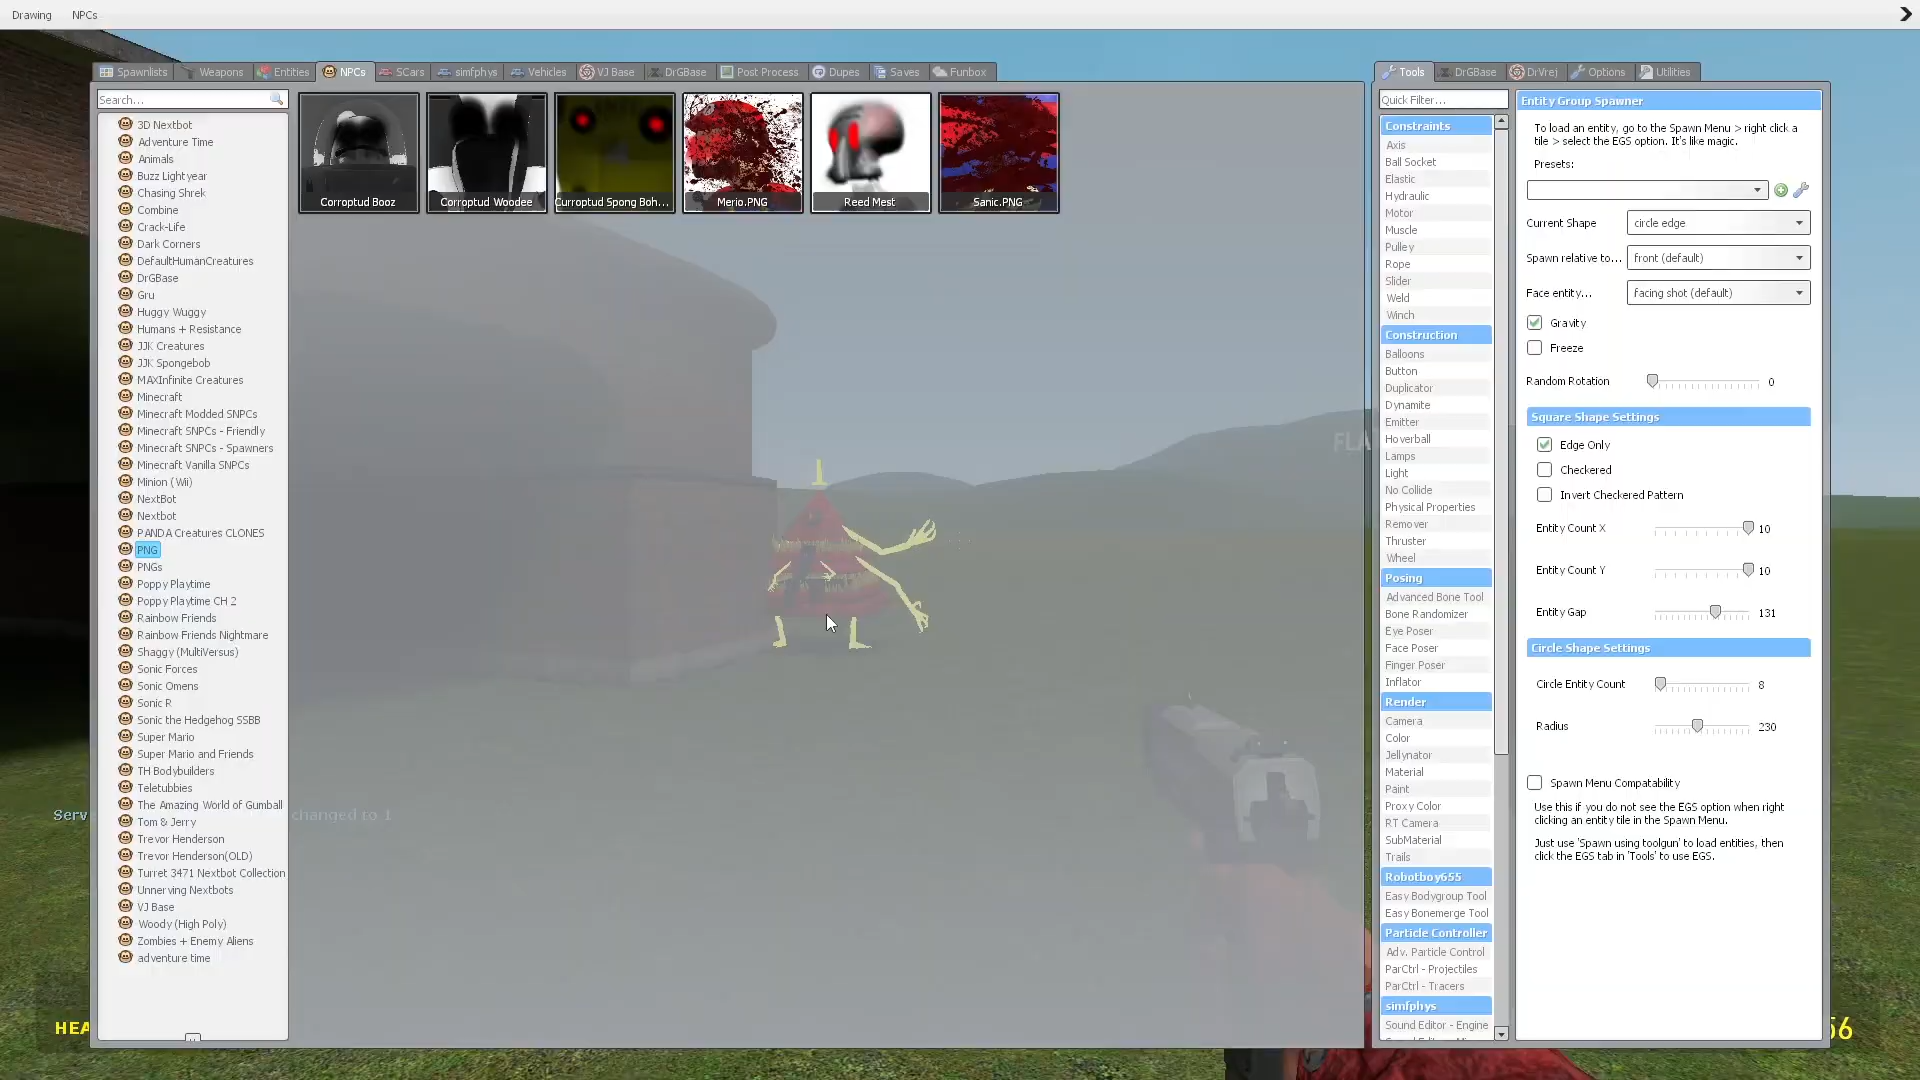 Drawing NPCs
Spawnlists Weapons Entities NPCs SCars simfphys Vehicles VJ Base DrGBase Post Process Dupes Saves Funbox
Search...
3D Nextbot
Adventure Time
Animals
Buzz Lightyear
Chasing Shrek
Combine
Crack-Life
Dark Corners
DefaultHumanCreatures
DrGBase
Gru
Huggy Wuggy
Humans + Resistance
JJK Creatures
JJK Spongebob
MAXInfinite Creatures
Minecraft
Minecraft Modded SNPCs
Minecraft SNPCs - Friendly
Minecraft SNPCs - Spawners
Minecraft Vanilla SNPCs
Minion (Wii)
NextBot
Nextbot
PANDA Creatures CLONES
PNG
PNGs
Poppy Playtime
Poppy Playtime CH 2
Rainbow Friends
Rainbow Friends Nightmare
Shaggy (MultiVersus)
Sonic Forces
Sonic Omens
Sonic R
Sonic the Hedgehog SSBB
Super Mario
Super Mario and Friends
TH Bodybuilders
Teletubbies
The Amazing World of Gumball
Tom & Jerry
Trevor Henderson
Trevor Henderson(OLD)
Turret 3471 Nextbot Collection
Unnerving Nextbots
VJ Base
Woody (High Poly)
Zombies + Enemy Aliens
adventure time
Corroptud Booz
Corroptud Woodee
Curroptud Spong Boh...
Merio.PNG
Reed Mest
Sanic.PNG
FLA
Serv
changed ro 1
HEA
56
Tools DrGBase DrVrej Options Utilities
Quick Filter...
Constraints
Axis
Ball Socket
Elastic
Hydraulic
Motor
Muscle
Pulley
Rope
Slider
Weld
Winch
Construction
Balloons
Button
Duplicator
Dynamite
Emitter
Hoverball
Lamps
Light
No Collide
Physical Properties
Remover
Thruster
Wheel
Posing
Advanced Bone Tool
Bone Randomizer
Eye Poser
Face Poser
Finger Poser
Inflator
Render
Camera
Color
Jellynator
Material
Paint
Proxy Color
RT Camera
SubMaterial
Trails
Robotboy655
Easy Bodygroup Tool
Easy Bonemerge Tool
Particle Controller
Adv. Particle Control
ParCtrl - Projectiles
ParCtrl - Tracers
simfphys
Sound Editor - Engine
Entity Group Spawner
To load an entity, go to the Spawn Menu > right click a
tile > select the EGS option. It's like magic.
Presets:
Current Shape circle edge
Spawn relative to... front (default)
Face entity... facing shot (default)
Gravity
Freeze
Random Rotation 0
Square Shape Settings
Edge Only
Checkered
Invert Checkered Pattern
Entity Count X 10
Entity Count Y 10
Entity Gap 131
Circle Shape Settings
Circle Entity Count 8
Radius 230
Spawn Menu Compatability
Use this if you do not see the EGS option when right
clicking an entity tile in the Spawn Menu.
Just use 'Spawn using toolgun' to load entities, then
click the EGS tab in 'Tools' to use EGS.